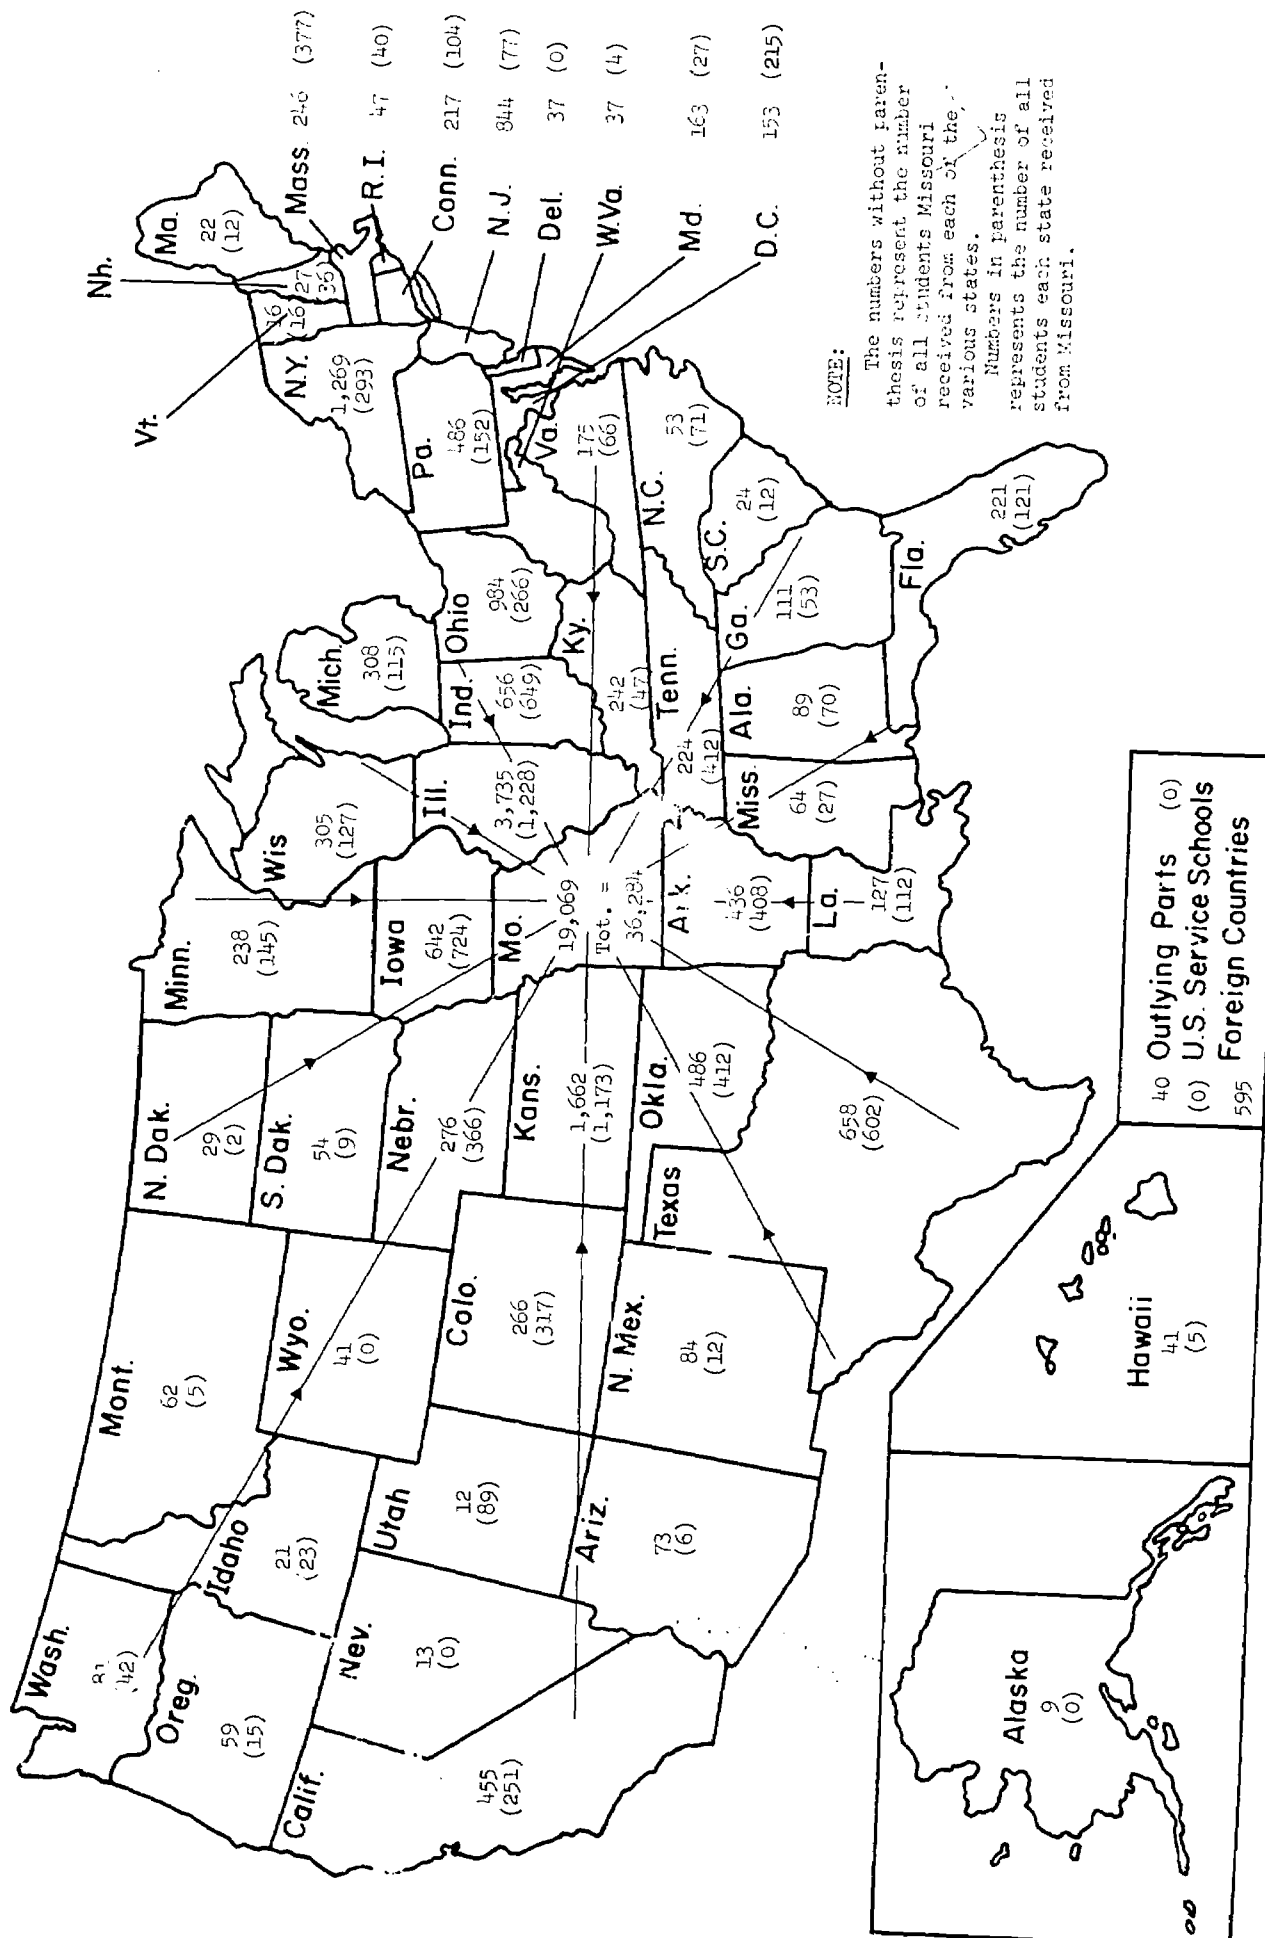 Wash.
(42)
Oreg.
59
(15)
Calif.
455
(251)
Nev.
13
(0)
Idaho
21
(23)
Mont.
62
(5)
Wyo.
41
(0)
Utah
12
(89)
Ariz.
73
(6)
Colo.
266
(317)
N. Mex.
84
(12)
N. Dak.
29
(2)
S. Dak.
54
(9)
Nebr.
276
(366)
Kans.
1,662
(1,173)
Okla.
486
(412)
Texas
658
(602)
Minn.
238
(145)
Iowa
642
(724)
Mo.
19,069
Tot. =
36,284
Ark.
436
(408)
La.
127
(112)
Wis
305
(127)
Ill.
3,735
(1,228)
Mich.
308
(115)
Ind.
656
(649)
Ohio
984
(266)
Ky.
242
(47)
Tenn.
224
(412)
Miss.
64
(27)
Ala.
89
(70)
Ga.
111
(53)
Fla.
221
(121)
S.C.
24
(12)
N.C.
53
(71)
Va.
175
(66)
Pa.
486
(152)
N.Y.
1,269
(293)
Vt.
16
(16
Nh.
27
36
Ma.
22
(12)
Mass. 246 (377)
R.I. 47 (40)
Conn. 217 (104)
N.J. 844 (77)
Del. 37 (0)
W.Va. 37 (4)
Md. 163 (27)
D.C. 153 (215)
NOTE:
The numbers without paren-
thesis represent the number
of all students Missouri
received from each of the
various states.
Numbers in parenthesis
represents the number of all
students each state received
from Missouri.
Alaska
9
(0)
Hawaii
41
(5)
40 Outlying Parts (0)
(0) U.S. Service Schools
595 Foreign Countries